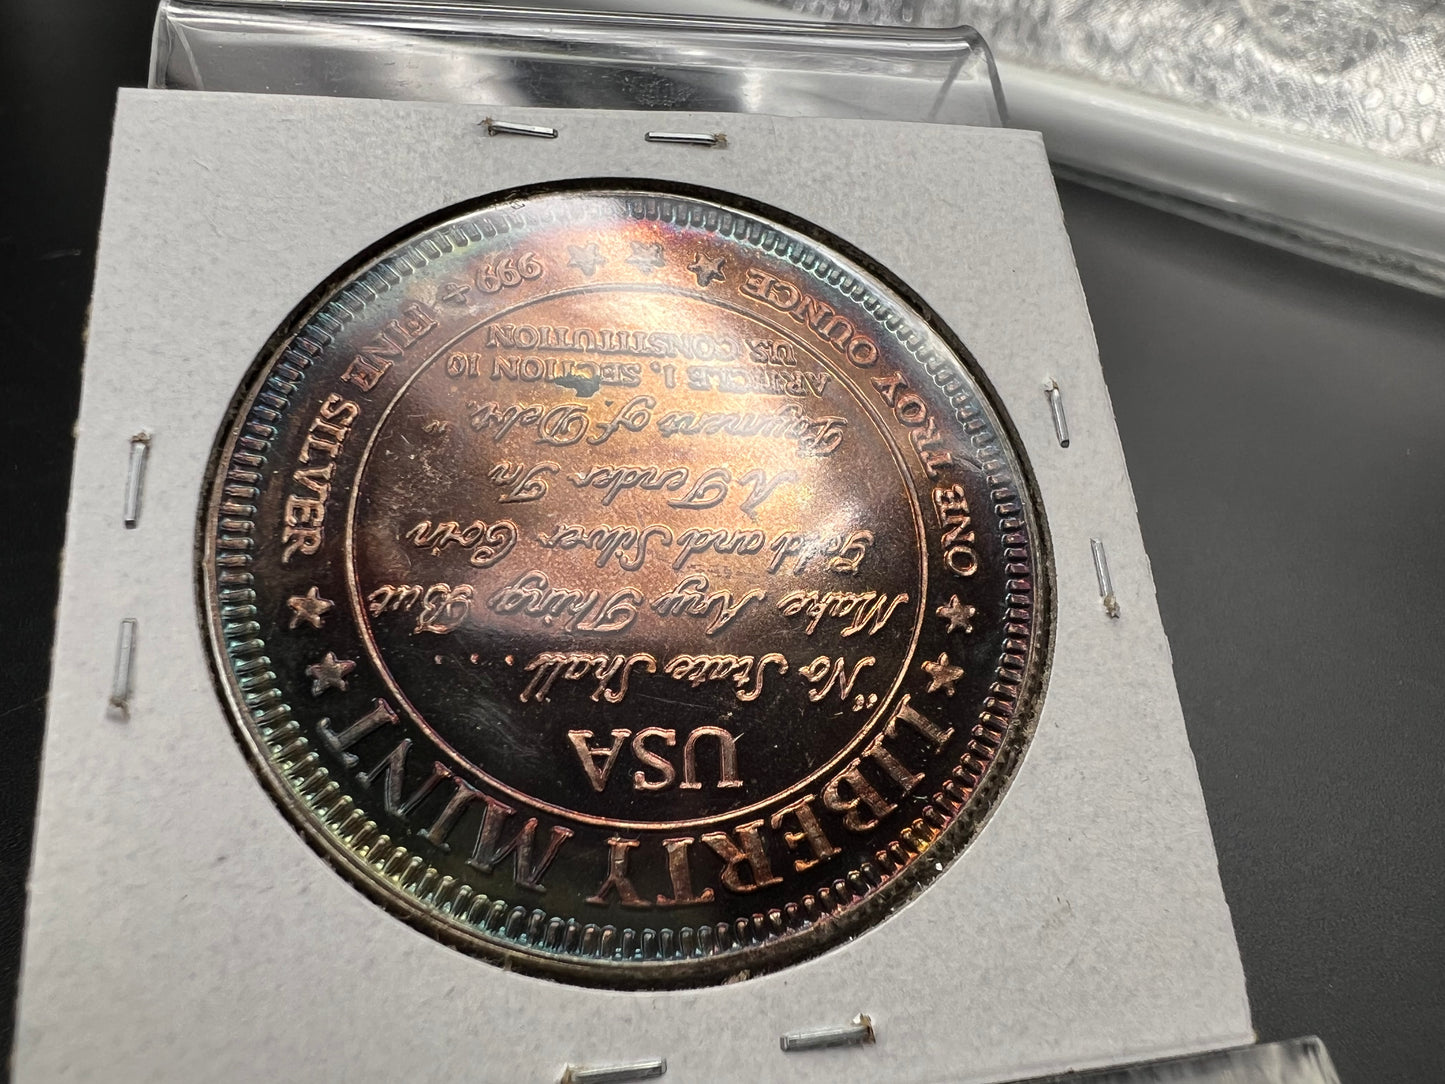 LIBERTY MINT
USA
"No State Shall . . .
Make Any Thing But
Gold and Silver Coin
A Tender In
Payment of Debts."
ARTICLE 1, SECTION 10
U.S. CONSTITUTION
ONE TROY OUNCE
999+ FINE SILVER